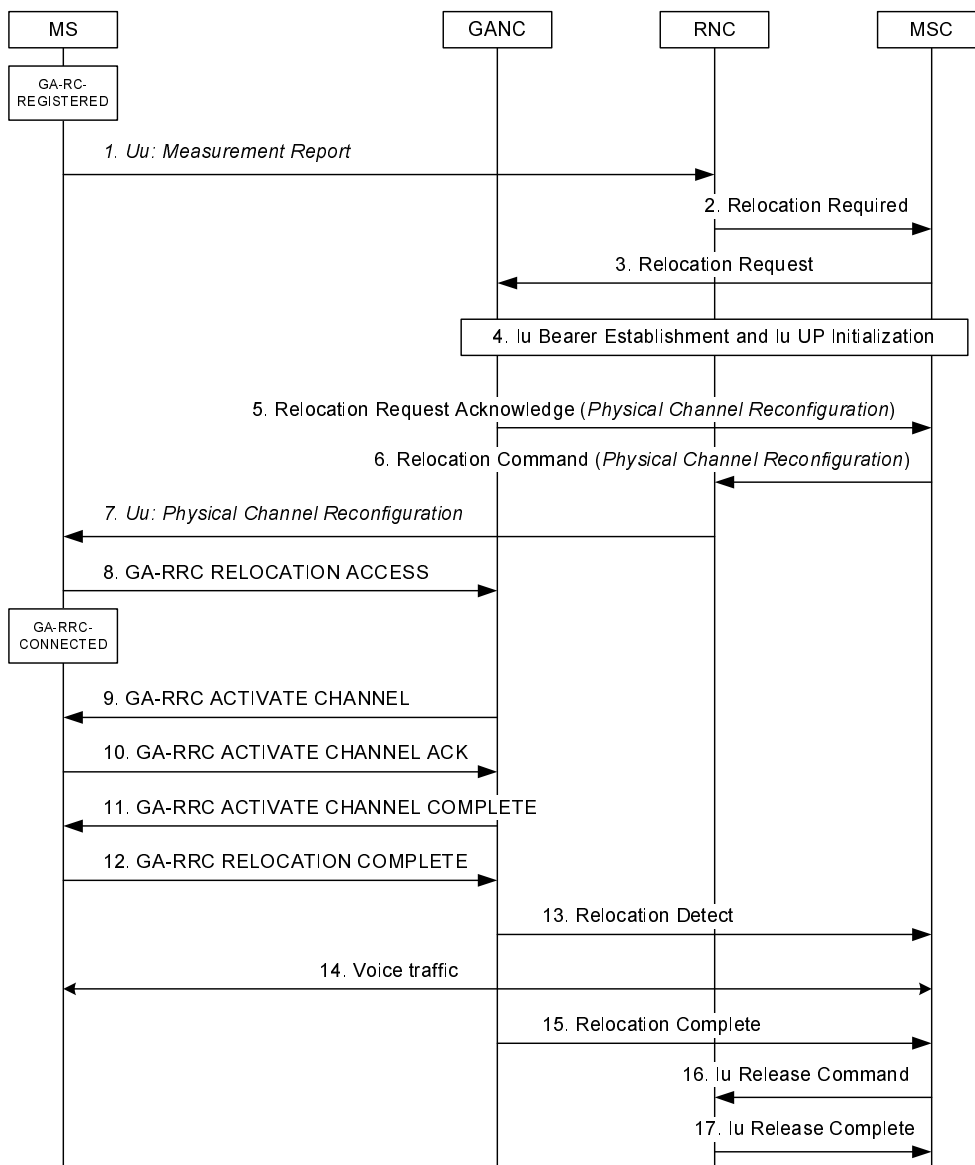 MS
GANC
RNC
MSC
GA-RC-
REGISTERED
1. Uu: Measurement Report
2. Relocation Required
3. Relocation Request
4. Iu Bearer Establishment and Iu UP Initialization
5. Relocation Request Acknowledge (Physical Channel Reconfiguration)
6. Relocation Command (Physical Channel Reconfiguration)
7. Uu: Physical Channel Reconfiguration
8. GA-RRC RELOCATION ACCESS
GA-RRC-
CONNECTED
9. GA-RRC ACTIVATE CHANNEL
10. GA-RRC ACTIVATE CHANNEL ACK
11. GA-RRC ACTIVATE CHANNEL COMPLETE
12. GA-RRC RELOCATION COMPLETE
13. Relocation Detect
14. Voice traffic
15. Relocation Complete
16. Iu Release Command
17. Iu Release Complete